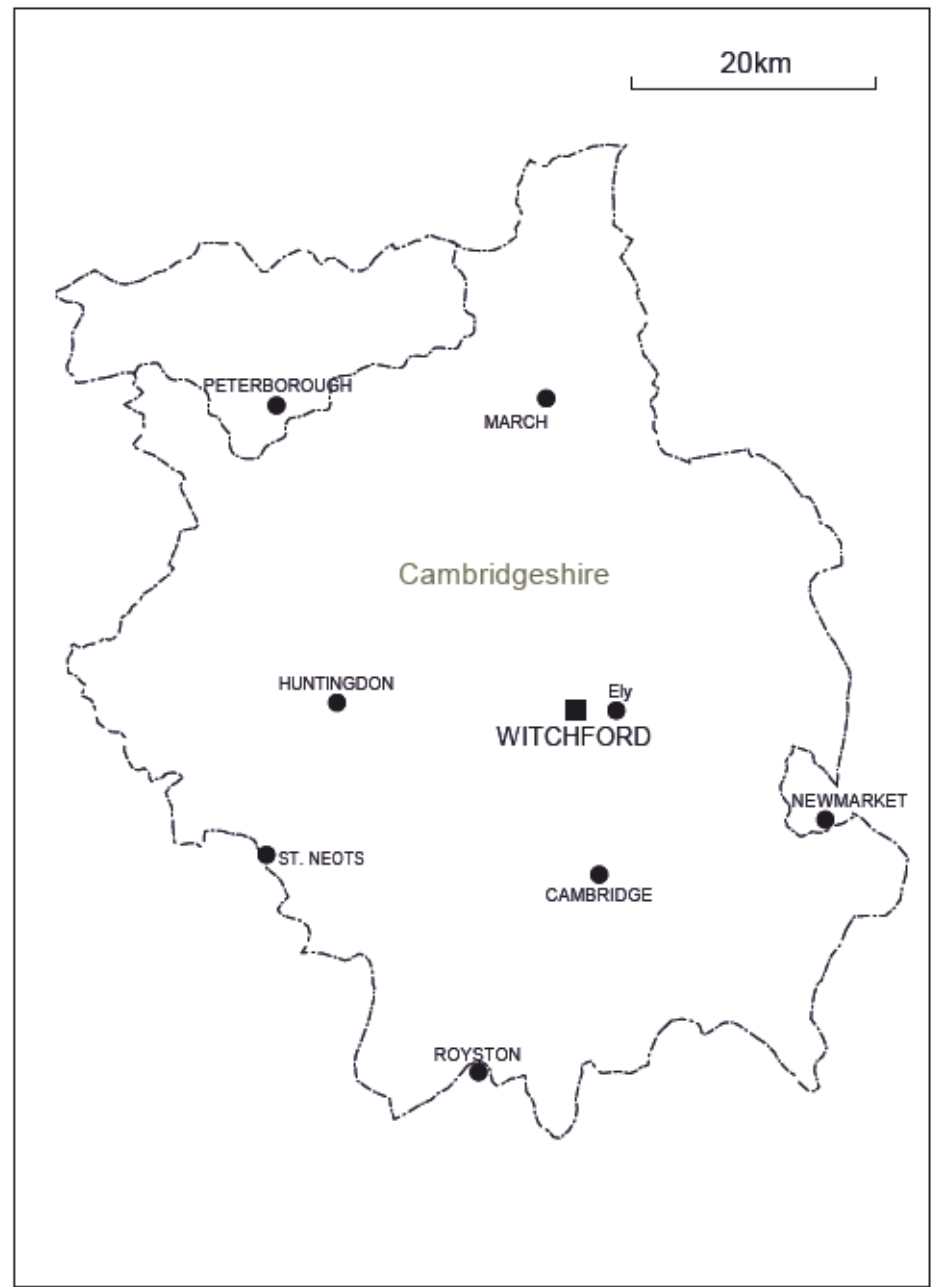 20km
PETERBOROUGH
MARCH
Cambridgeshire
HUNTINGDON
Ely
WITCHFORD
NEWMARKET
ST. NEOTS
CAMBRIDGE
ROYSTON